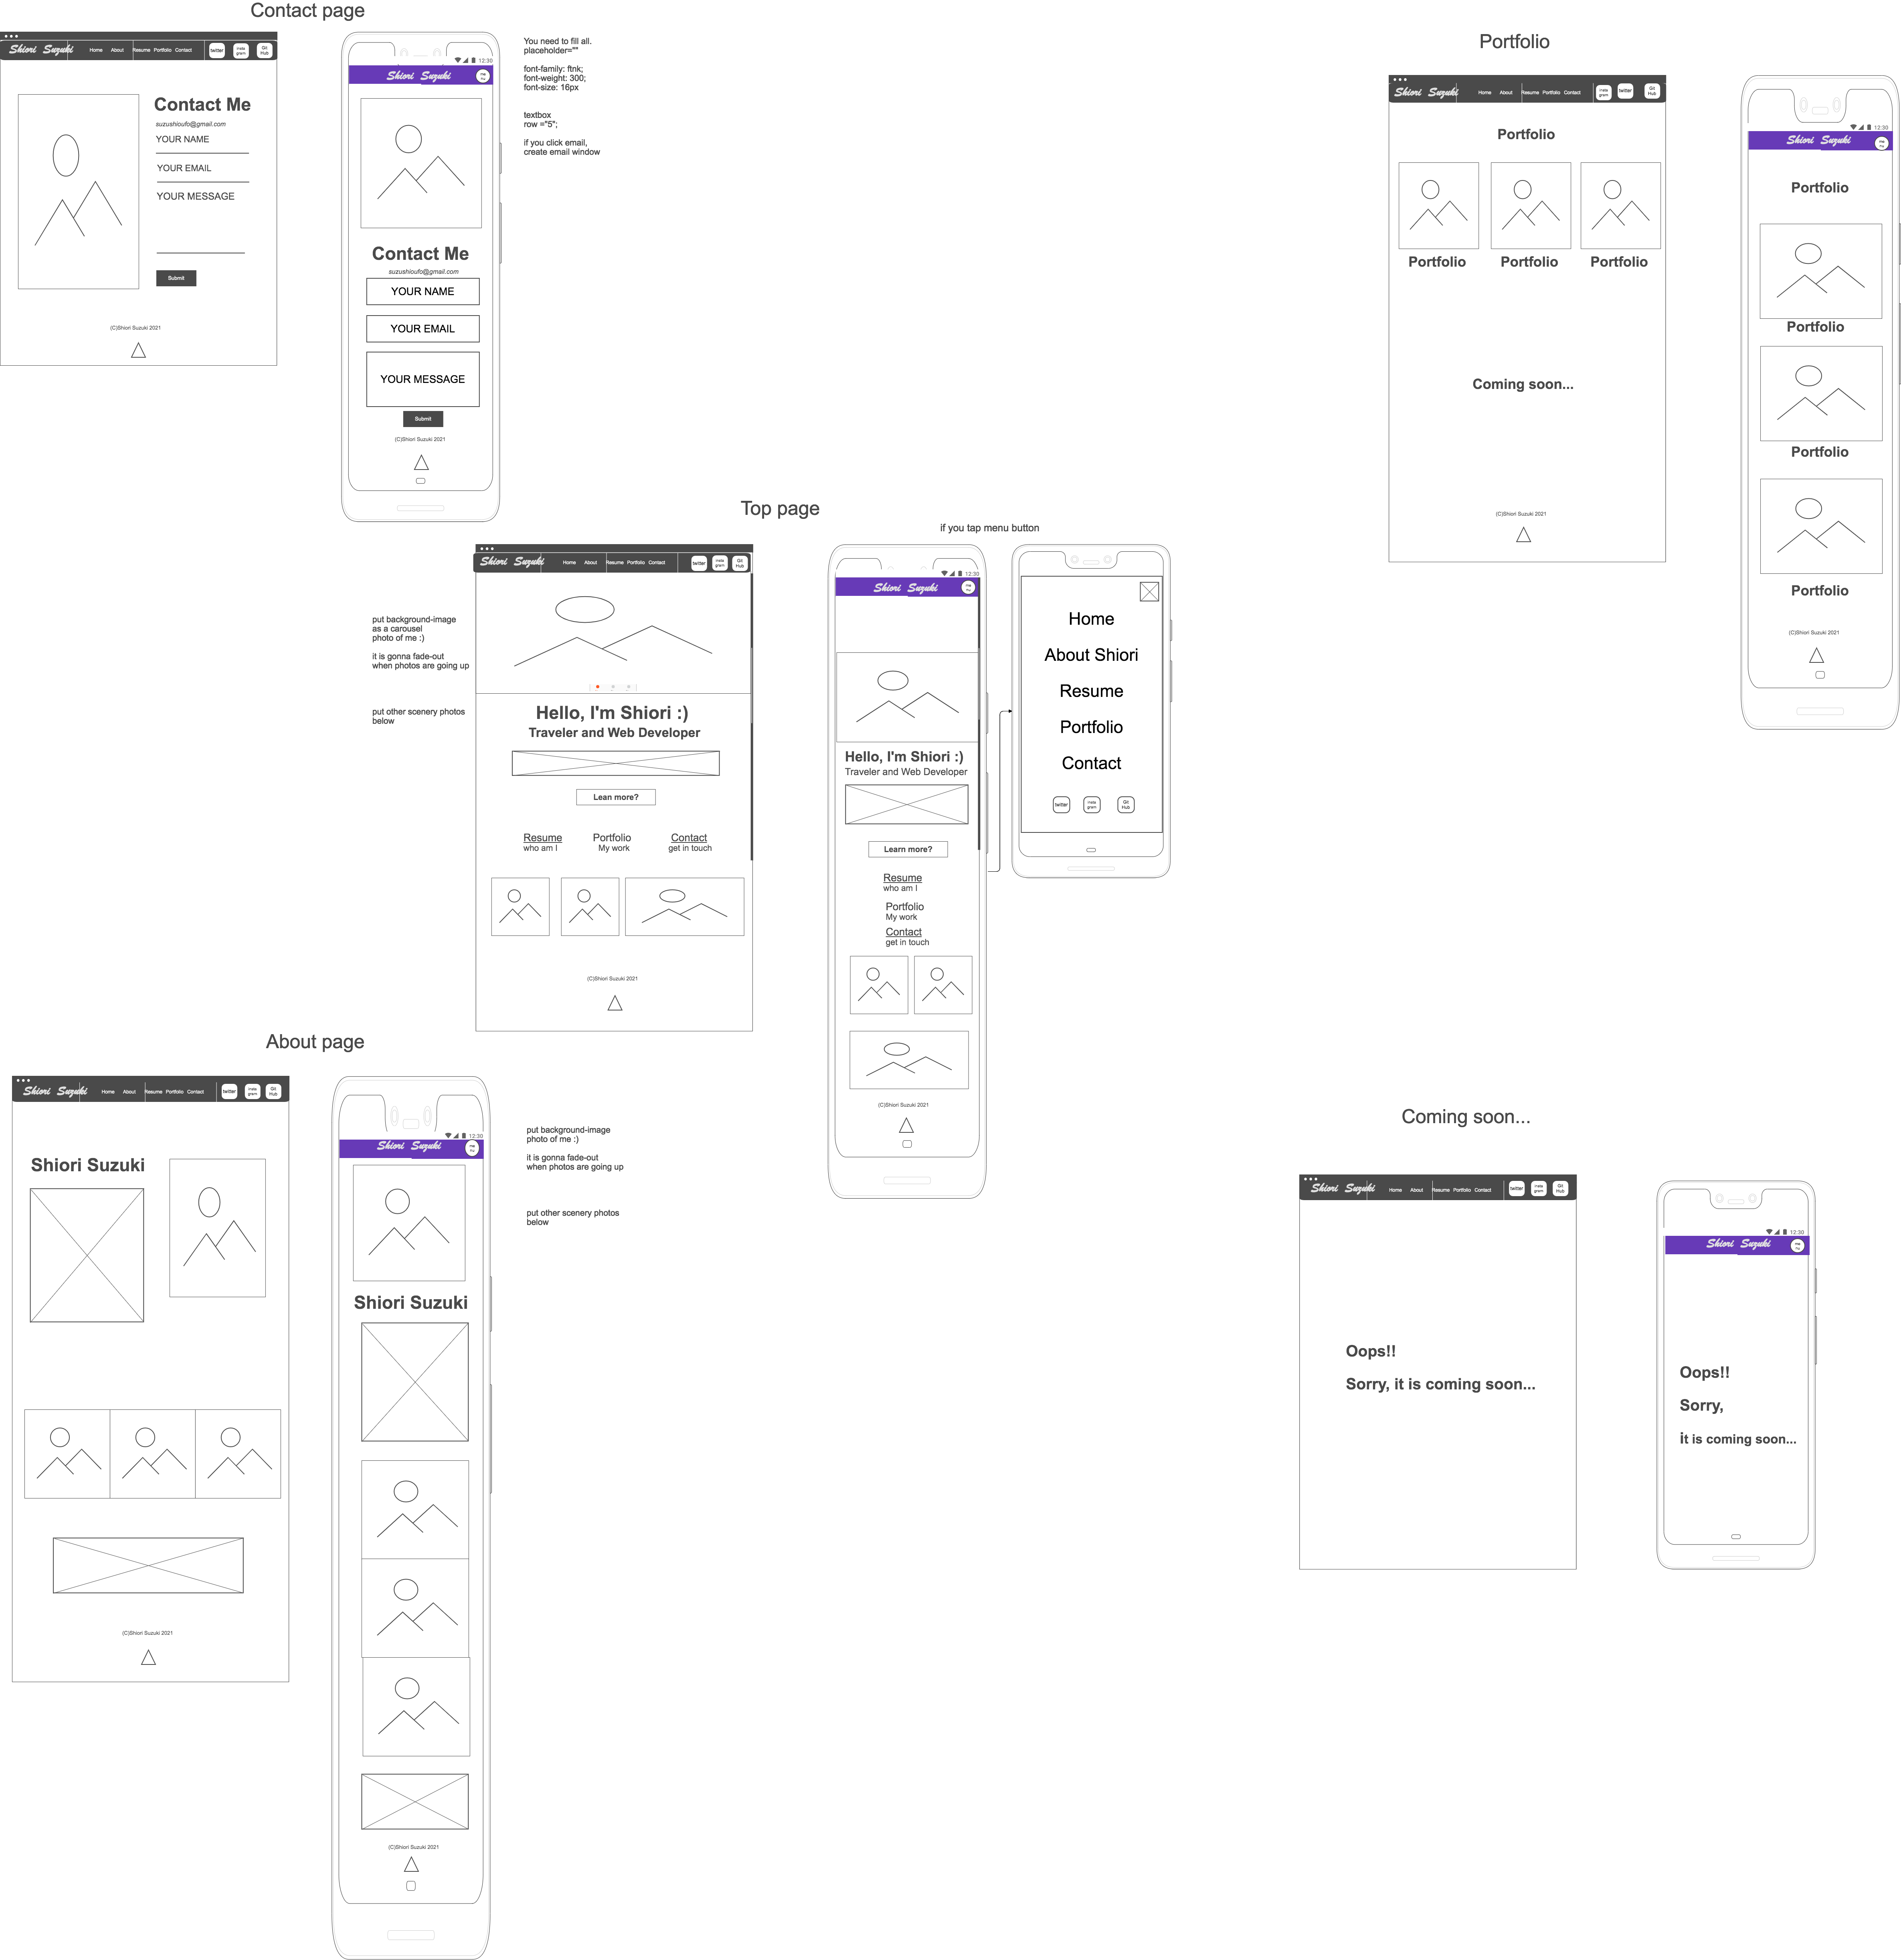 Contact page
Shiori Suzuki
Home About Resume Portfolio Contact
twitter
insta
gram
Git
Hub
Contact Me
suzushioufo@gmail.com
YOUR NAME
YOUR EMAIL
YOUR MESSAGE
Submit
(C)Shiori Suzuki 2021
12:30
Shiori Suzuki
me
nu
Contact Me
suzushioufo@gmail.com
YOUR NAME
YOUR EMAIL
YOUR MESSAGE
Submit
(C)Shiori Suzuki 2021
You need to fill all.
placeholder=""
font-family: ftnk;
font-weight: 300;
font-size: 16px
textbox
row ="5";
if you click email,
create email window
Portfolio
Shiori Suzuki
Home About Resume Portfolio Contact
insta
gram
twitter
Git
Hub
Portfolio
Portfolio
Portfolio
Portfolio
Coming soon...
(C)Shiori Suzuki 2021
12:30
Shiori Suzuki
me
nu
Portfolio
Portfolio
Portfolio
Portfolio
(C)Shiori Suzuki 2021
Top page
put background-image
as a carousel
photo of me :)
it is gonna fade-out
when photos are going up
put other scenery photos
below
Shiori Suzuki
Home About Resume Portfolio Contact
twitter
insta
gram
Git
Hub
Hello, I'm Shiori :)
Traveler and Web Developer
Lean more?
Resume
who am I
Portfolio
My work
Contact
get in touch
(C)Shiori Suzuki 2021
12:30
Shiori Suzuki
me
nu
Hello, I'm Shiori :)
Traveler and Web Developer
Learn more?
Resume
who am I
Portfolio
My work
Contact
get in touch
(C)Shiori Suzuki 2021
if you tap menu button
Home
About Shiori
Resume
Portfolio
Contact
twitter
insta
gram
Git
Hub
About page
Shiori Suzuki
Home About Resume Portfolio Contact
twitter
insta
gram
Git
Hub
Shiori Suzuki
(C)Shiori Suzuki 2021
12:30
Shiori Suzuki
me
nu
Shiori Suzuki
(C)Shiori Suzuki 2021
put background-image
photo of me :)
it is gonna fade-out
when photos are going up
put other scenery photos
below
Coming soon...
Shiori Suzuki
Home About Resume Portfolio Contact
twitter
insta
gram
Git
Hub
Oops!!
Sorry, it is coming soon...
12:30
Shiori Suzuki
me
nu
Oops!!
Sorry,
it is coming soon...